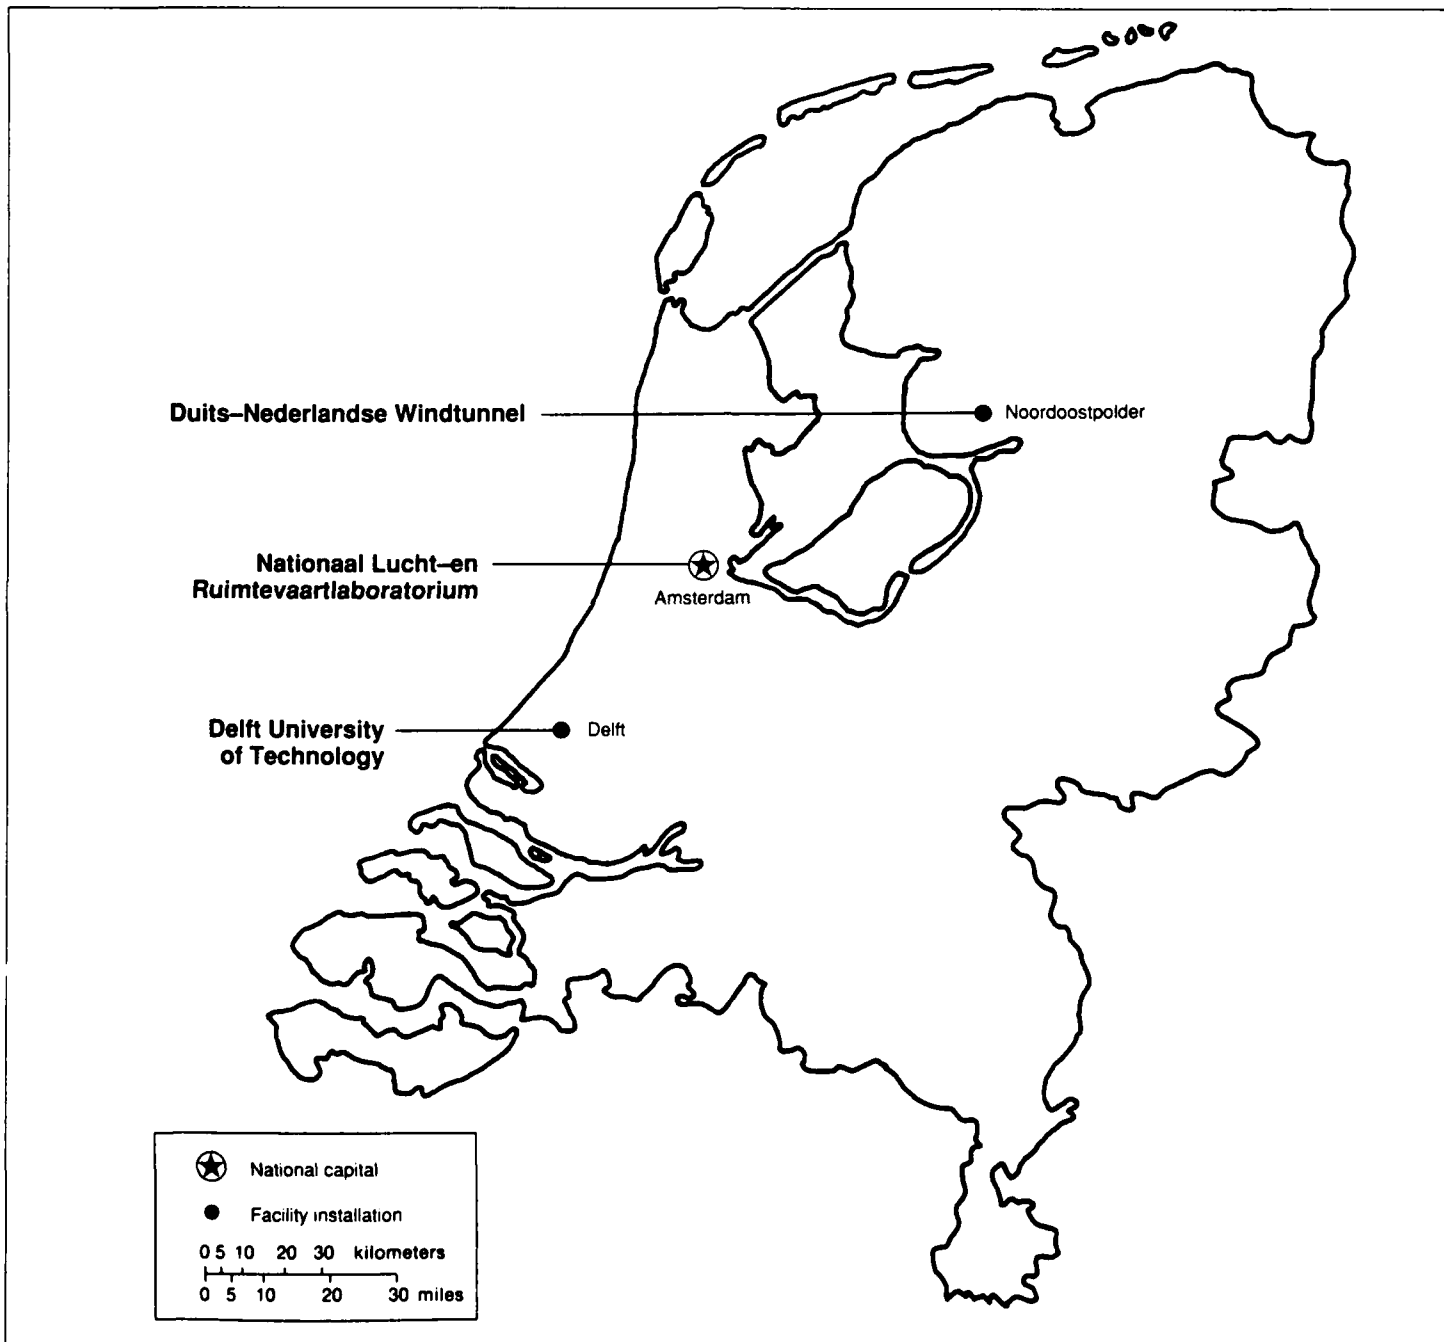 Duits–Nederlandse Windtunnel
Noordoostpolder
Nationaal Lucht–en
Ruimtevaartlaboratorium
Amsterdam
Delft University
of Technology
Delft
National capital
Facility installation
0 5 10 20 30 kilometers
0 5 10 20 30 miles